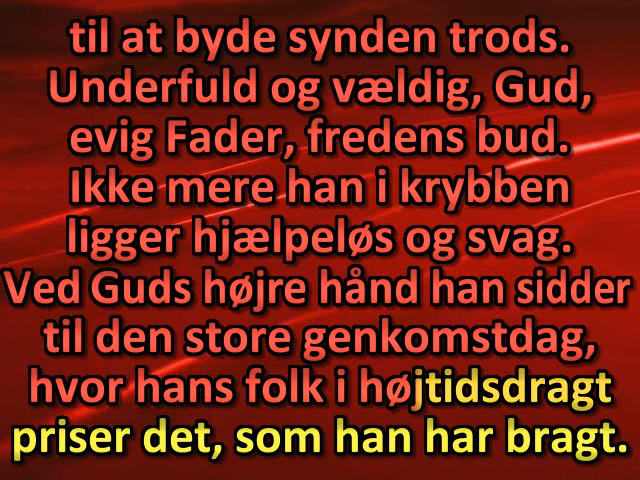 til at byde synden trods.
Underfuld og vældig, Gud,
evig Fader, fredens bud.
Ikke mere han i krybben
ligger hjælpeløs og svag.
Ved Guds højre hånd han sidder
til den store genkomstdag,
hvor hans folk i højtidsdragt
priser det, som han har bragt.